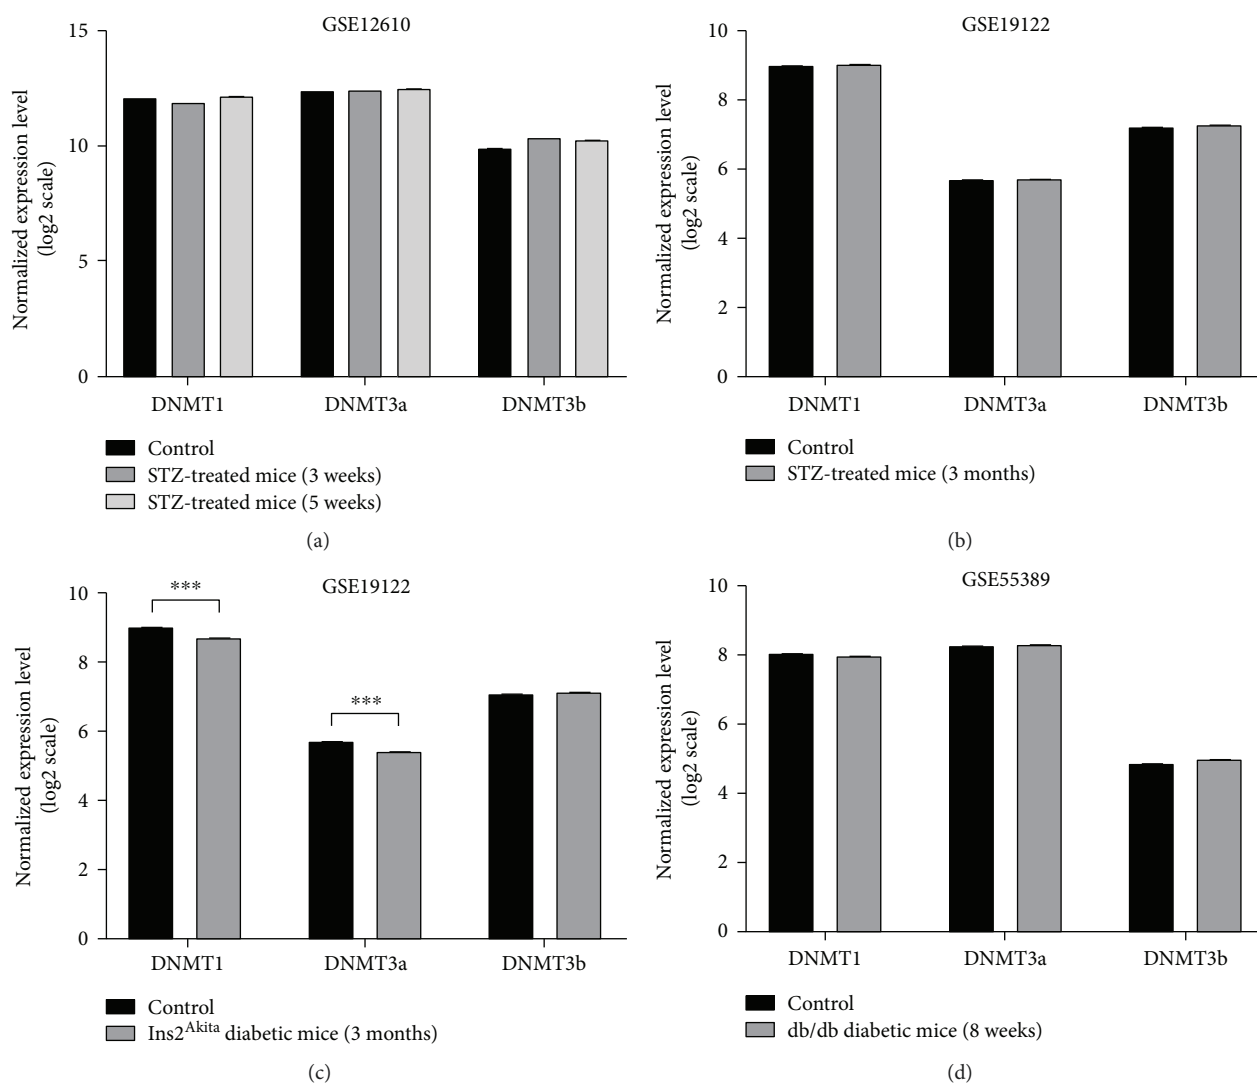 GSE12610
Normalized expression level
(log2 scale)
15
10
5
0
DNMT1 DNMT3a DNMT3b
Control
STZ-treated mice (3 weeks)
STZ-treated mice (5 weeks)
(a)
GSE19122
Normalized expression level
(log2 scale)
10
8
6
4
2
0
DNMT1 DNMT3a DNMT3b
Control
STZ-treated mice (3 months)
(b)
GSE19122
Normalized expression level
(log2 scale)
10
8
6
4
2
0
***
***
DNMT1 DNMT3a DNMT3b
Control
Ins2Akita diabetic mice (3 months)
(c)
GSE55389
Normalized expression level
(log2 scale)
10
8
6
4
2
0
DNMT1 DNMT3a DNMT3b
Control
db/db diabetic mice (8 weeks)
(d)